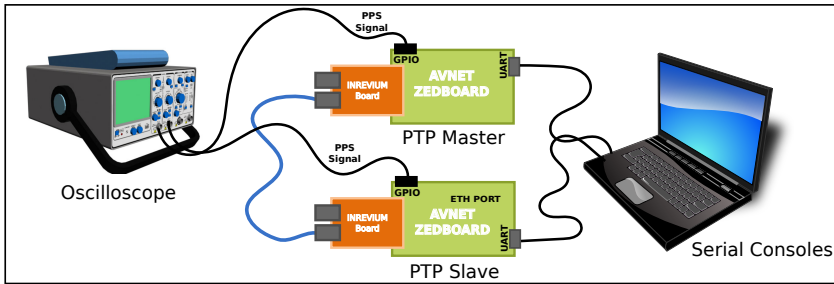 PPS
Signal
GPIO
AVNET
ZEDBOARD
UART
INREVIUM
Board
PTP Master
Oscilloscope
PPS
Signal
GPIO
ETH PORT
AVNET
ZEDBOARD
UART
INREVIUM
Board
PTP Slave
Serial Consoles